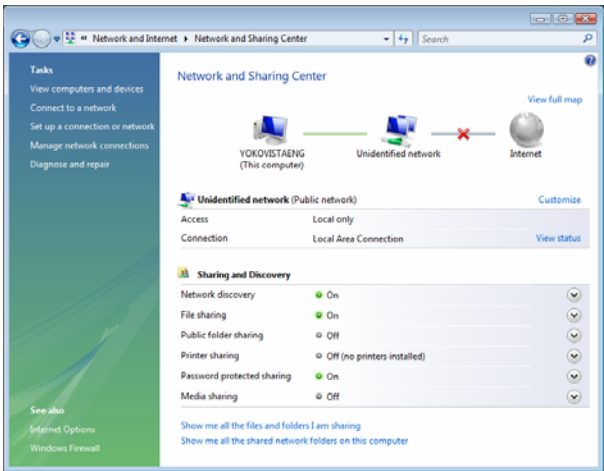 « Network and Internet ▸ Network and Sharing Center
Search
Tasks
View computers and devices
Connect to a network
Set up a connection or network
Manage network connections
Diagnose and repair
Network and Sharing Center
View full map
YOKOVISTAENG
(This computer)
Unidentified network
Internet
Unidentified network (Public network)
Customize
Access
Local only
Connection
Local Area Connection
View status
Sharing and Discovery
Network discovery
On
File sharing
On
Public folder sharing
Off
Printer sharing
Off (no printers installed)
Password protected sharing
On
Media sharing
Off
Show me all the files and folders I am sharing
Show me all the shared network folders on this computer
See also
Internet Options
Windows Firewall